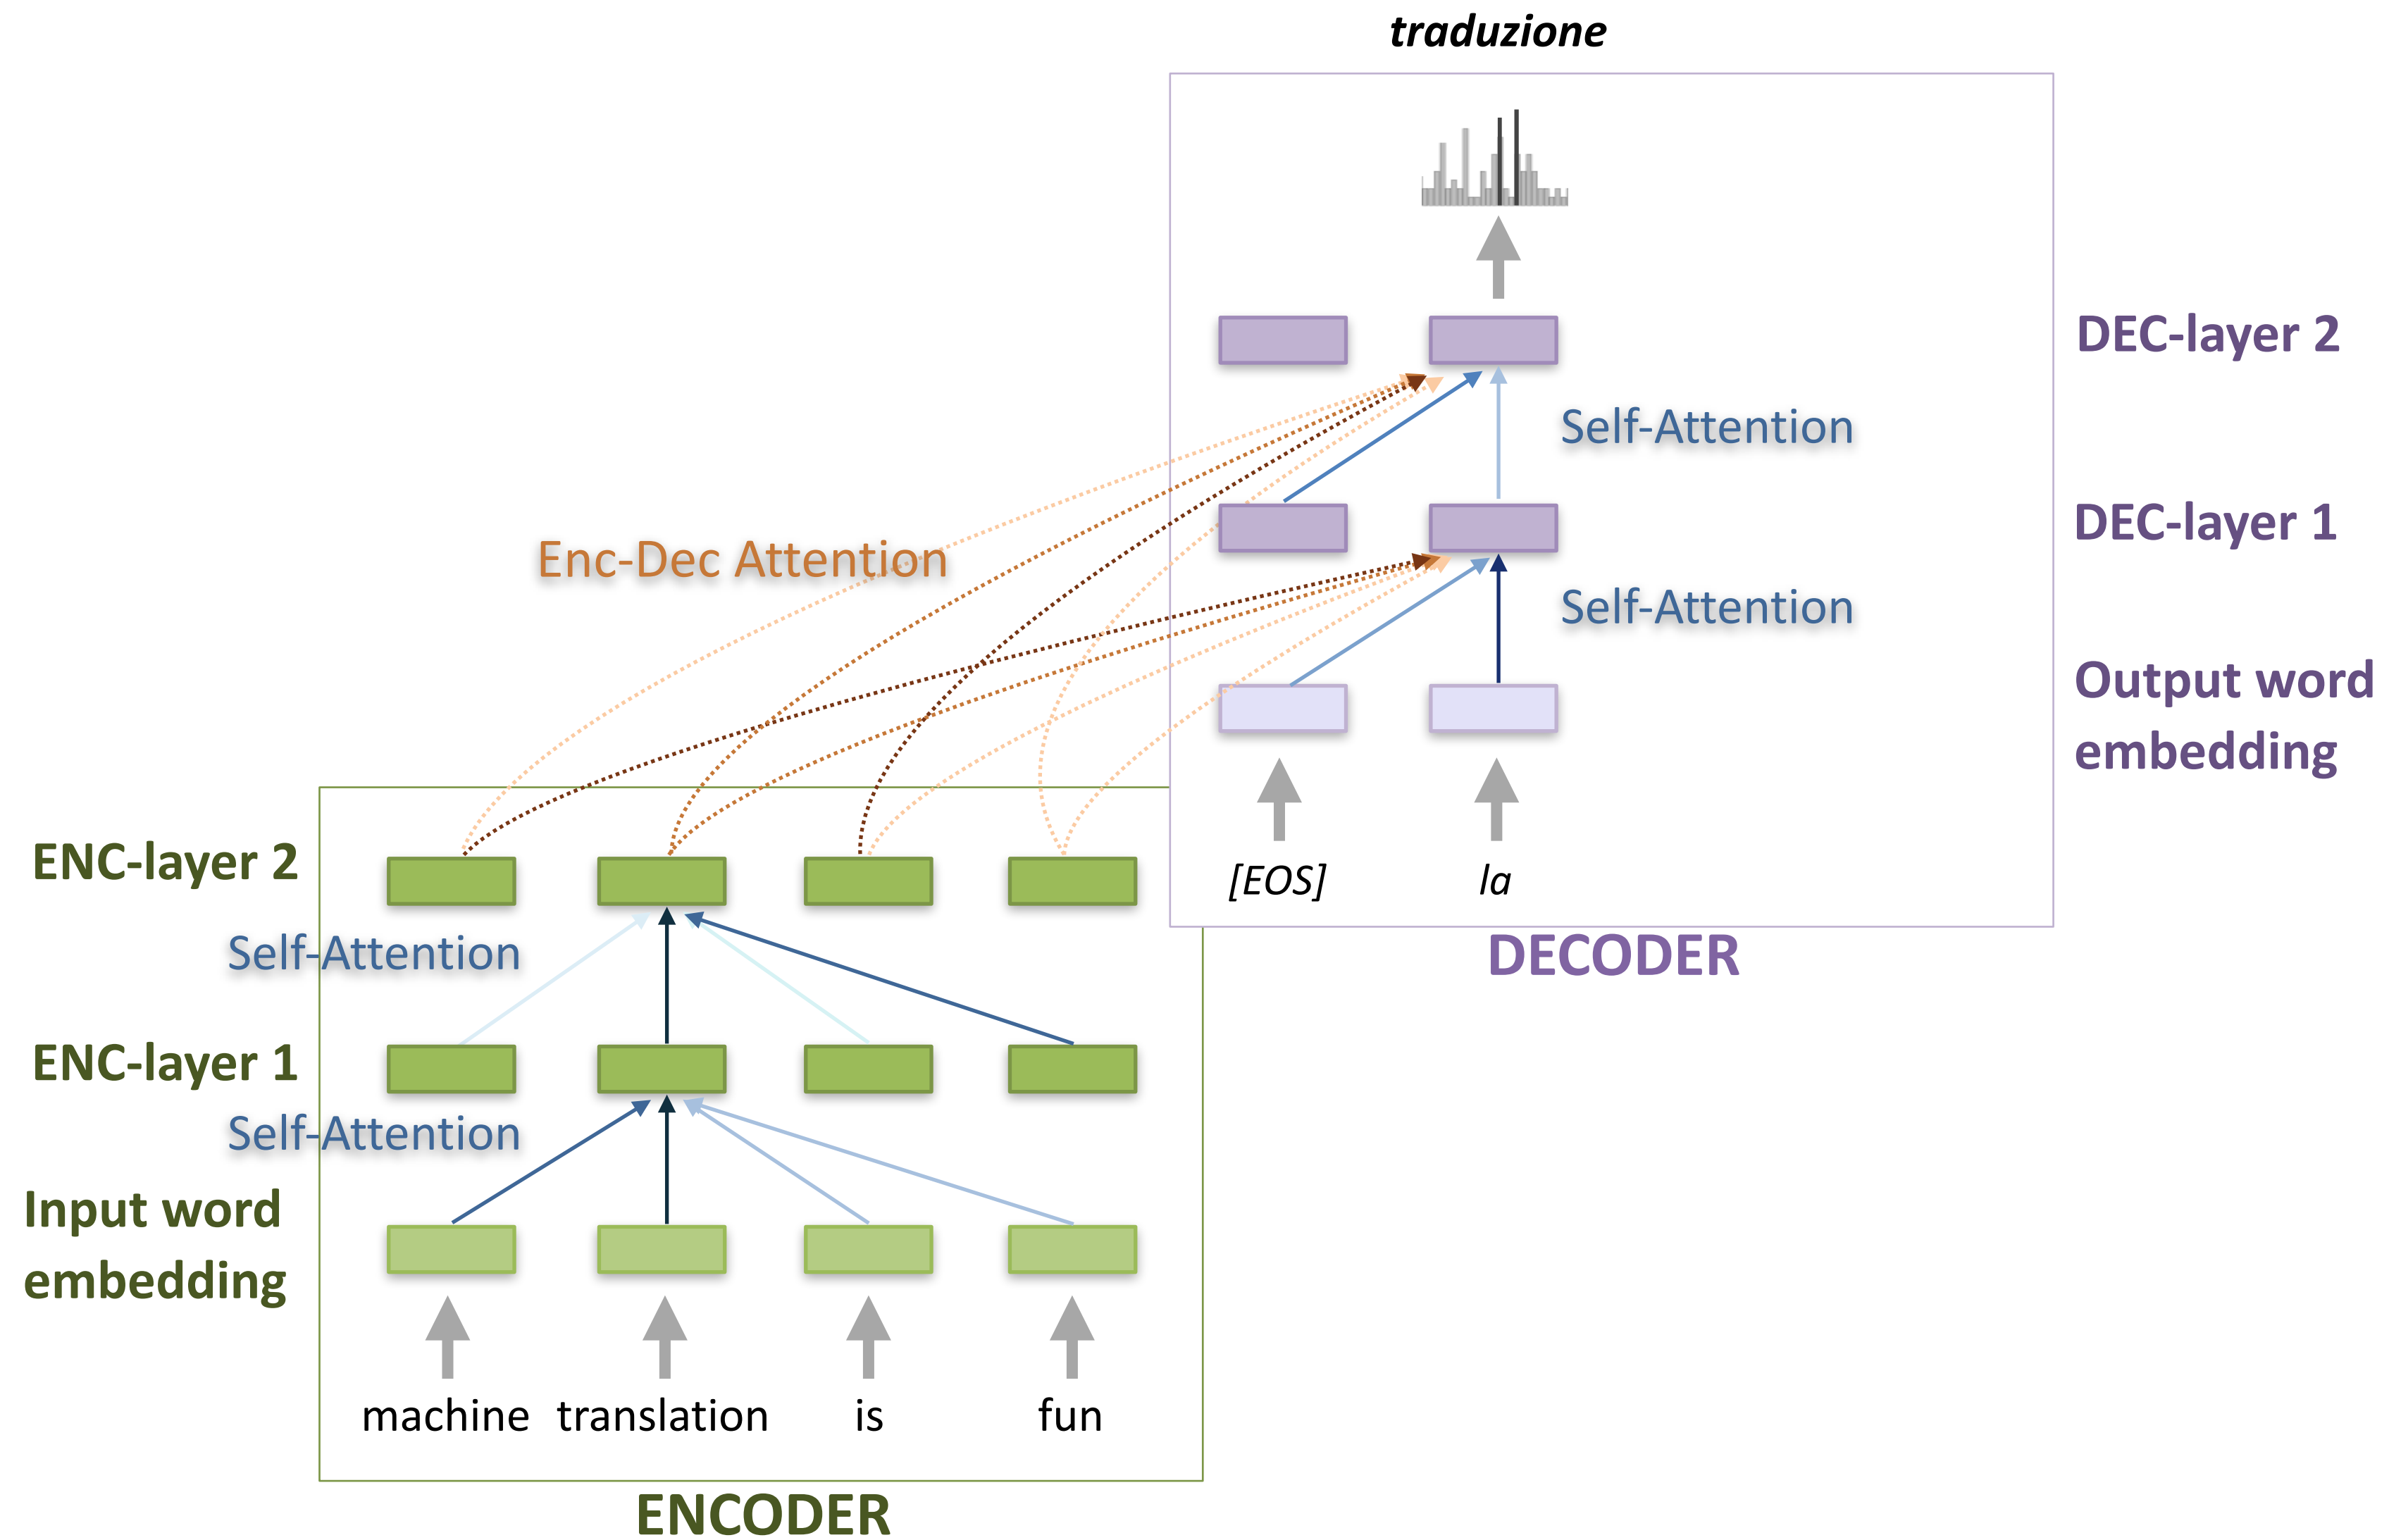 traduzione
DEC-layer 2
Self-Attention
DEC-layer 1
Enc-Dec Attention
Self-Attention
Output word
embedding
ENC-layer 2
[EOS]
la
Self-Attention
DECODER
ENC-layer 1
Self-Attention
Input word
embedding
machine translation is fun
ENCODER